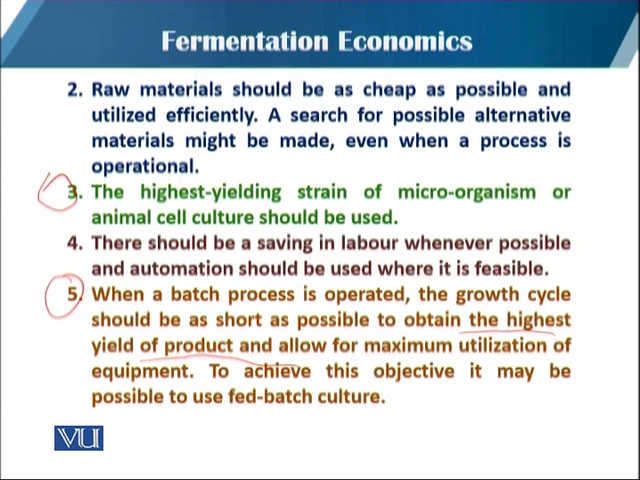 Fermentation Economics
2. Raw materials should be as cheap as possible and
utilized efficiently. A search for possible alternative
materials might be made, even when a process is
operational.
3. The highest-yielding strain of micro-organism or
animal cell culture should be used.
4. There should be a saving in labour whenever possible
and automation should be used where it is feasible.
5. When a batch process is operated, the growth cycle
should be as short as possible to obtain the highest
yield of product and allow for maximum utilization of
equipment. To achieve this objective it may be
possible to use fed-batch culture.
VU